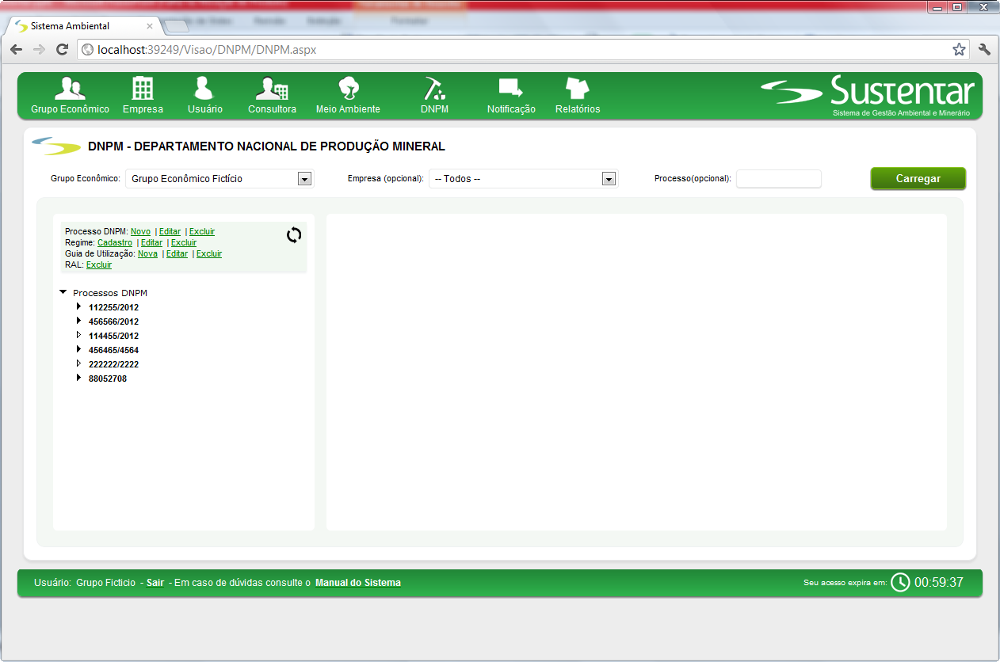 Sistema Ambiental
localhost:39249/Visao/DNPM/DNPM.aspx
Grupo Econômico Empresa Usuário Consultora Meio Ambiente DNPM Notificação Relatórios
Sustentar
Sistema de Gestão Ambiental e Minerário
DNPM - DEPARTAMENTO NACIONAL DE PRODUÇÃO MINERAL
Grupo Econômico: Grupo Econômico Fictício Empresa (opcional): -- Todos -- Processo(opcional): Carregar
Processo DNPM: Novo | Editar | Excluir
Regime: Cadastro | Editar | Excluir
Guia de Utilização: Nova | Editar | Excluir
RAL: Excluir
Processos DNPM
112255/2012
456566/2012
114455/2012
456465/4564
222222/2222
88052708
Usuário: Grupo Ficticio - Sair - Em caso de dúvidas consulte o Manual do Sistema Seu acesso expira em: 00:59:37